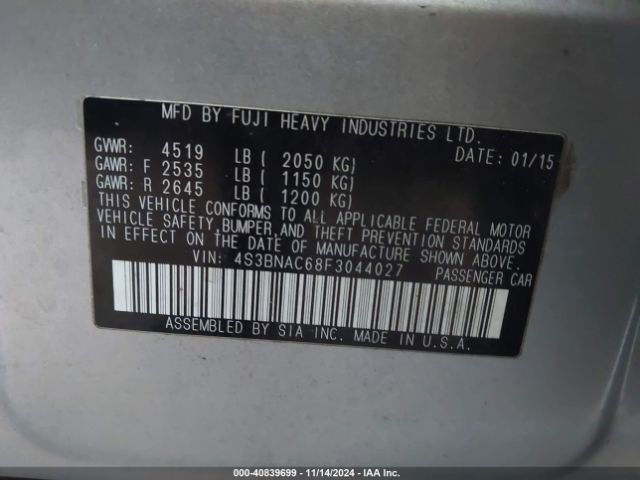 MFD BY FUJI HEAVY INDUSTRIES LTD.
GVWR: 4519 LB ( 2050 KG) DATE: 01/15
GAWR: F 2535 LB ( 1150 KG)
GAWR: R 2645 LB ( 1200 KG)
THIS VEHICLE CONFORMS TO ALL APPLICABLE FEDERAL MOTOR
VEHICLE SAFETY, BUMPER, AND THEFT PREVENTION STANDARDS
IN EFFECT ON THE DATE OF MANUFACTURE SHOWN ABOVE.
VIN: 4S3BNAC68F3044027 PASSENGER CAR
ASSEMBLED BY SIA INC. MADE IN U.S.A.
000-40839699 - 11/14/2024 - IAA Inc.